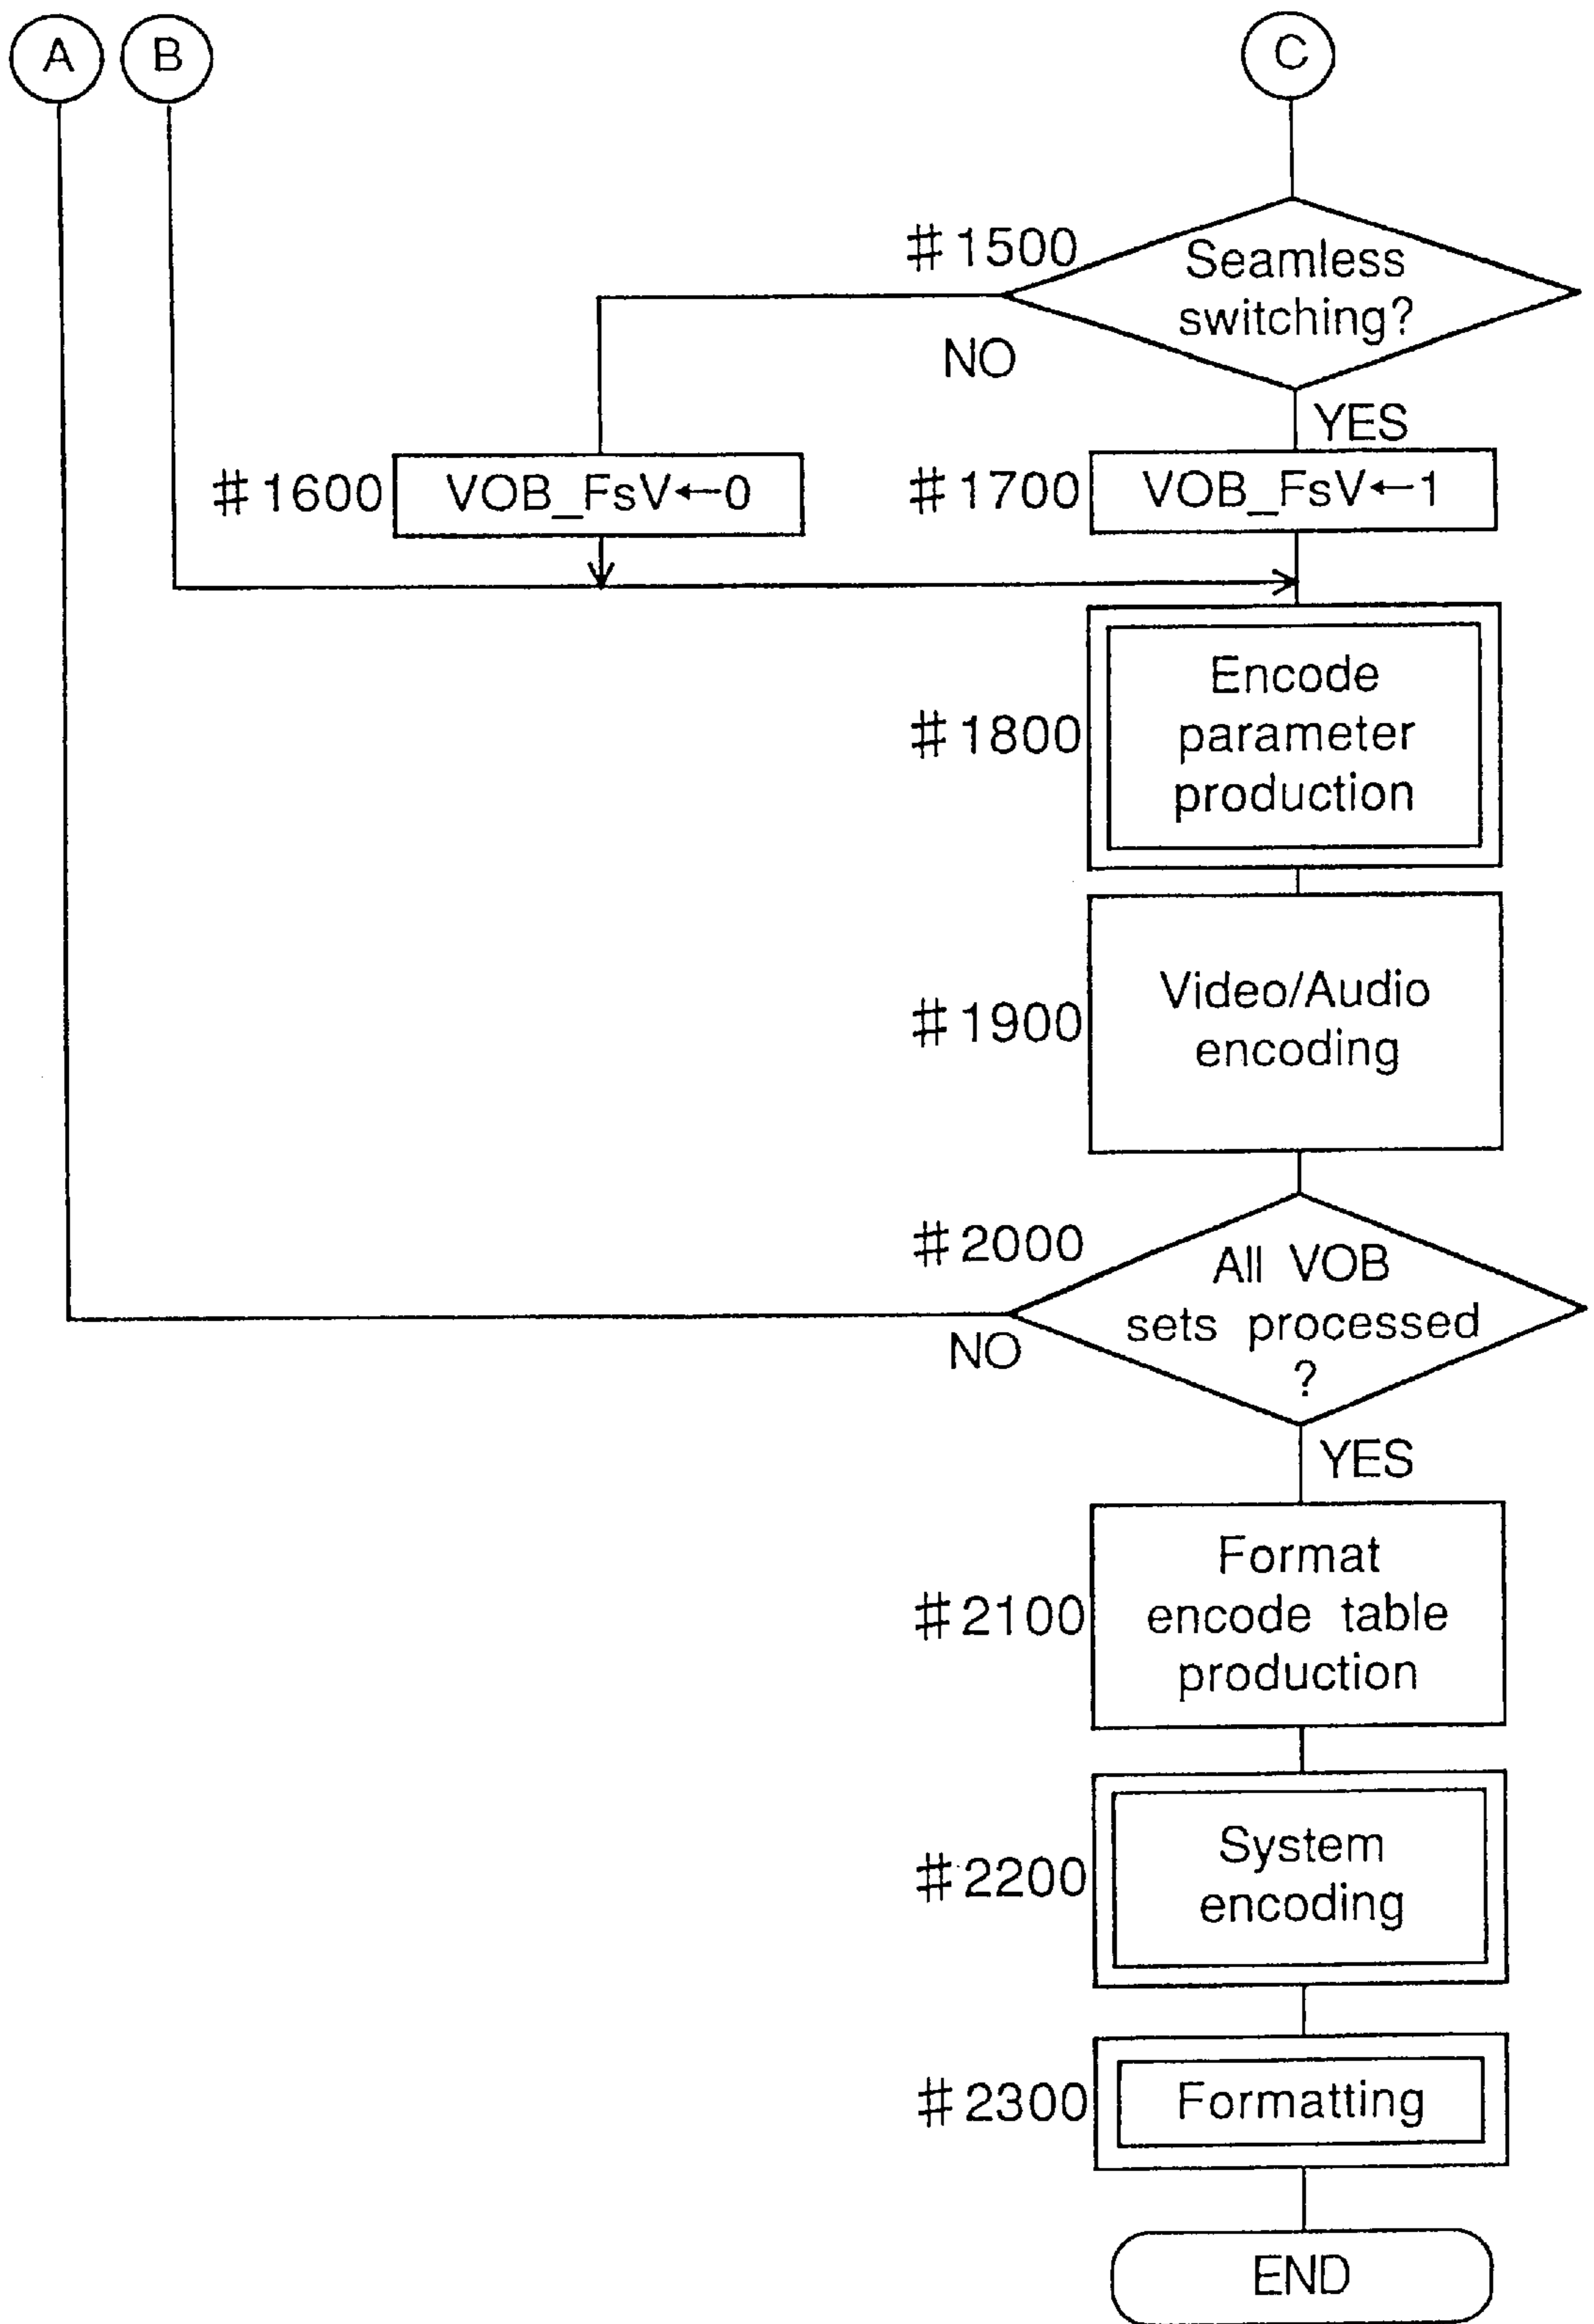 A B C
#1500
Seamless
switching?
NO
YES
#1600
VOB_FsV←0
#1700
VOB_FsV←1
#1800
Encode
parameter
production
#1900
Video/Audio
encoding
#2000
All VOB
sets processed
?
NO
YES
#2100
Format
encode table
production
#2200
System
encoding
#2300
Formatting
END